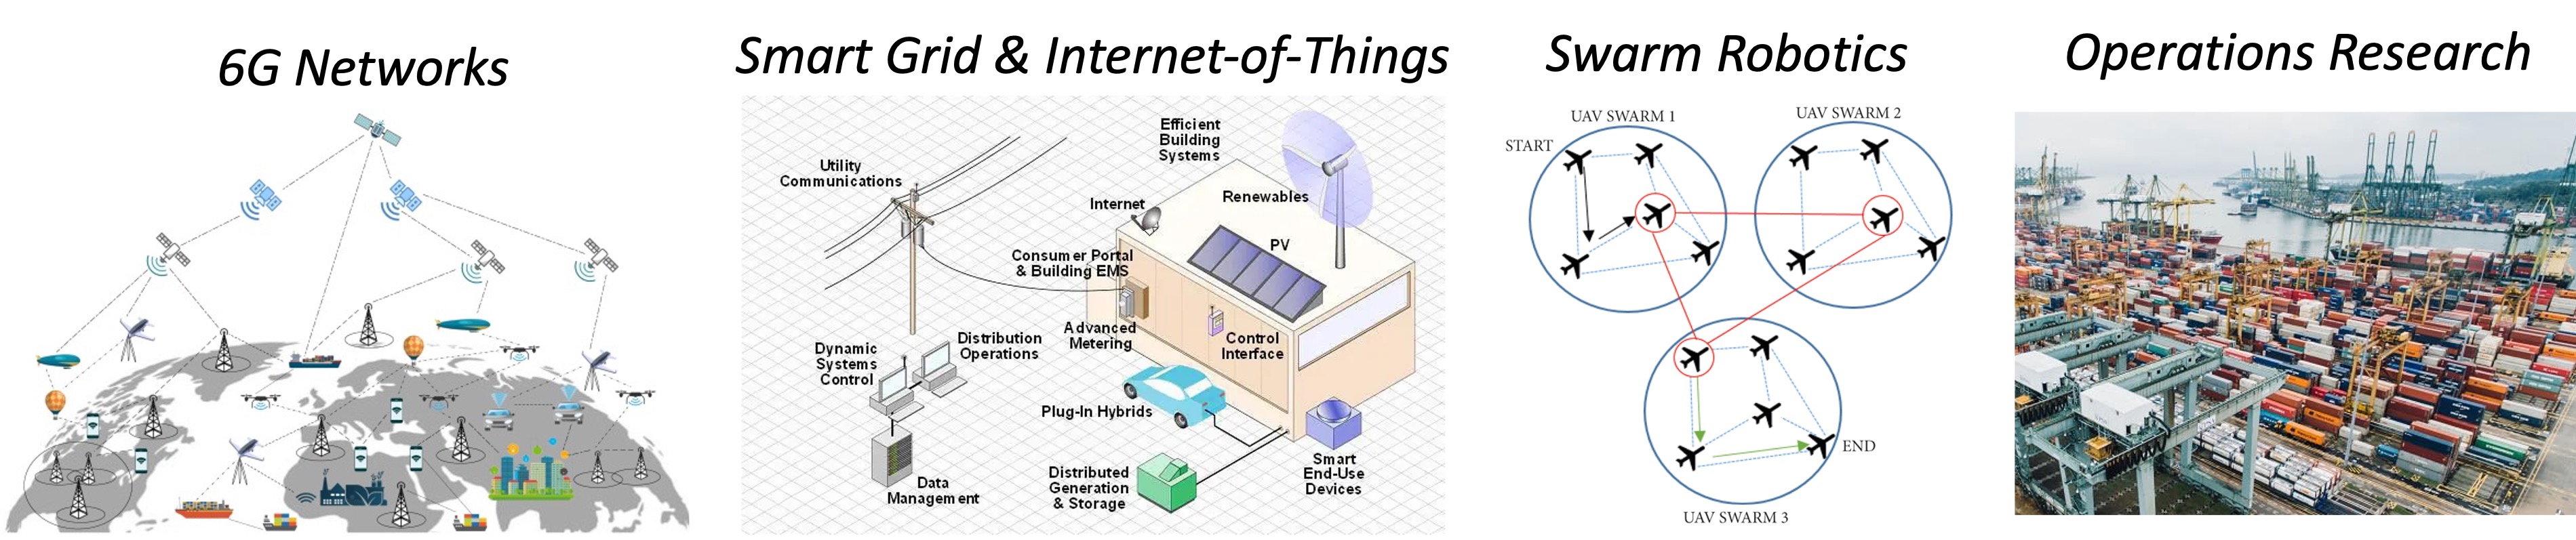 6G Networks
Smart Grid & Internet-of-Things
Utility
Communications
Efficient
Building
Systems
Internet
Renewables
PV
Consumer Portal
& Building EMS
Advanced
Metering
Control
Interface
Distribution
Operations
Dynamic
Systems
Control
Plug-In Hybrids
Data
Management
Distributed
Generation
& Storage
Smart
End-Use
Devices
Swarm Robotics
UAV SWARM 1
UAV SWARM 2
START
END
UAV SWARM 3
Operations Research